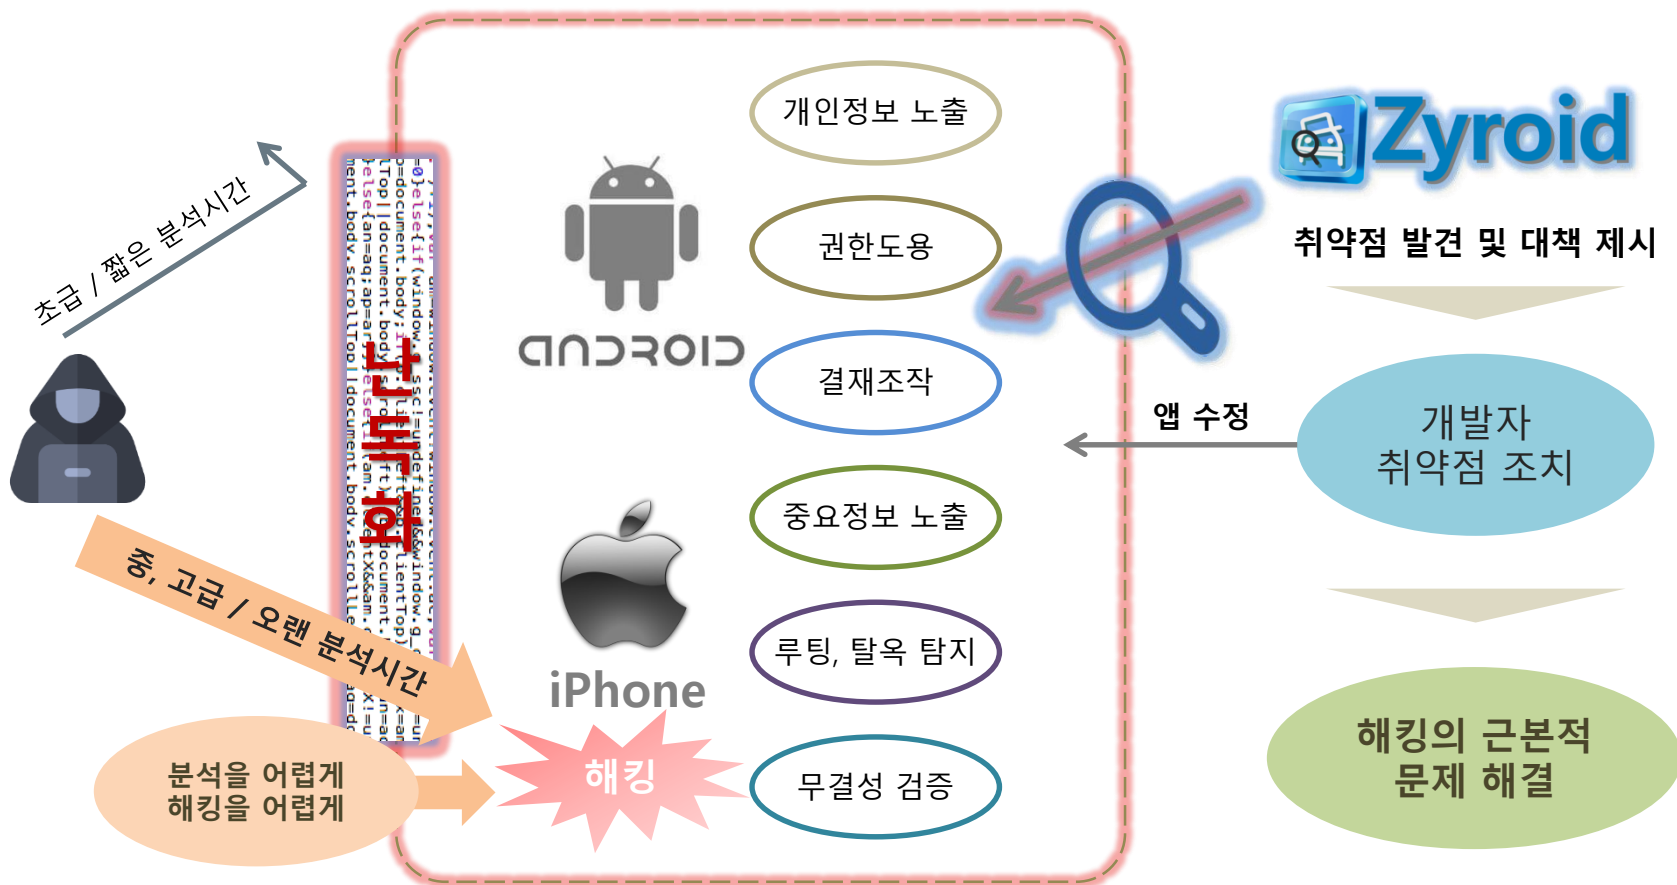 초급 / 짧은 분석시간
난독화
중, 고급 / 오랜 분석시간
분석을 어렵게
해킹을 어렵게
ANDROID
iPhone
해킹
개인정보 노출
권한도용
결재조작
중요정보 노출
루팅, 탈옥 탐지
무결성 검증
Zyroid
취약점 발견 및 대책 제시
앱 수정
개발자
취약점 조치
해킹의 근본적
문제 해결